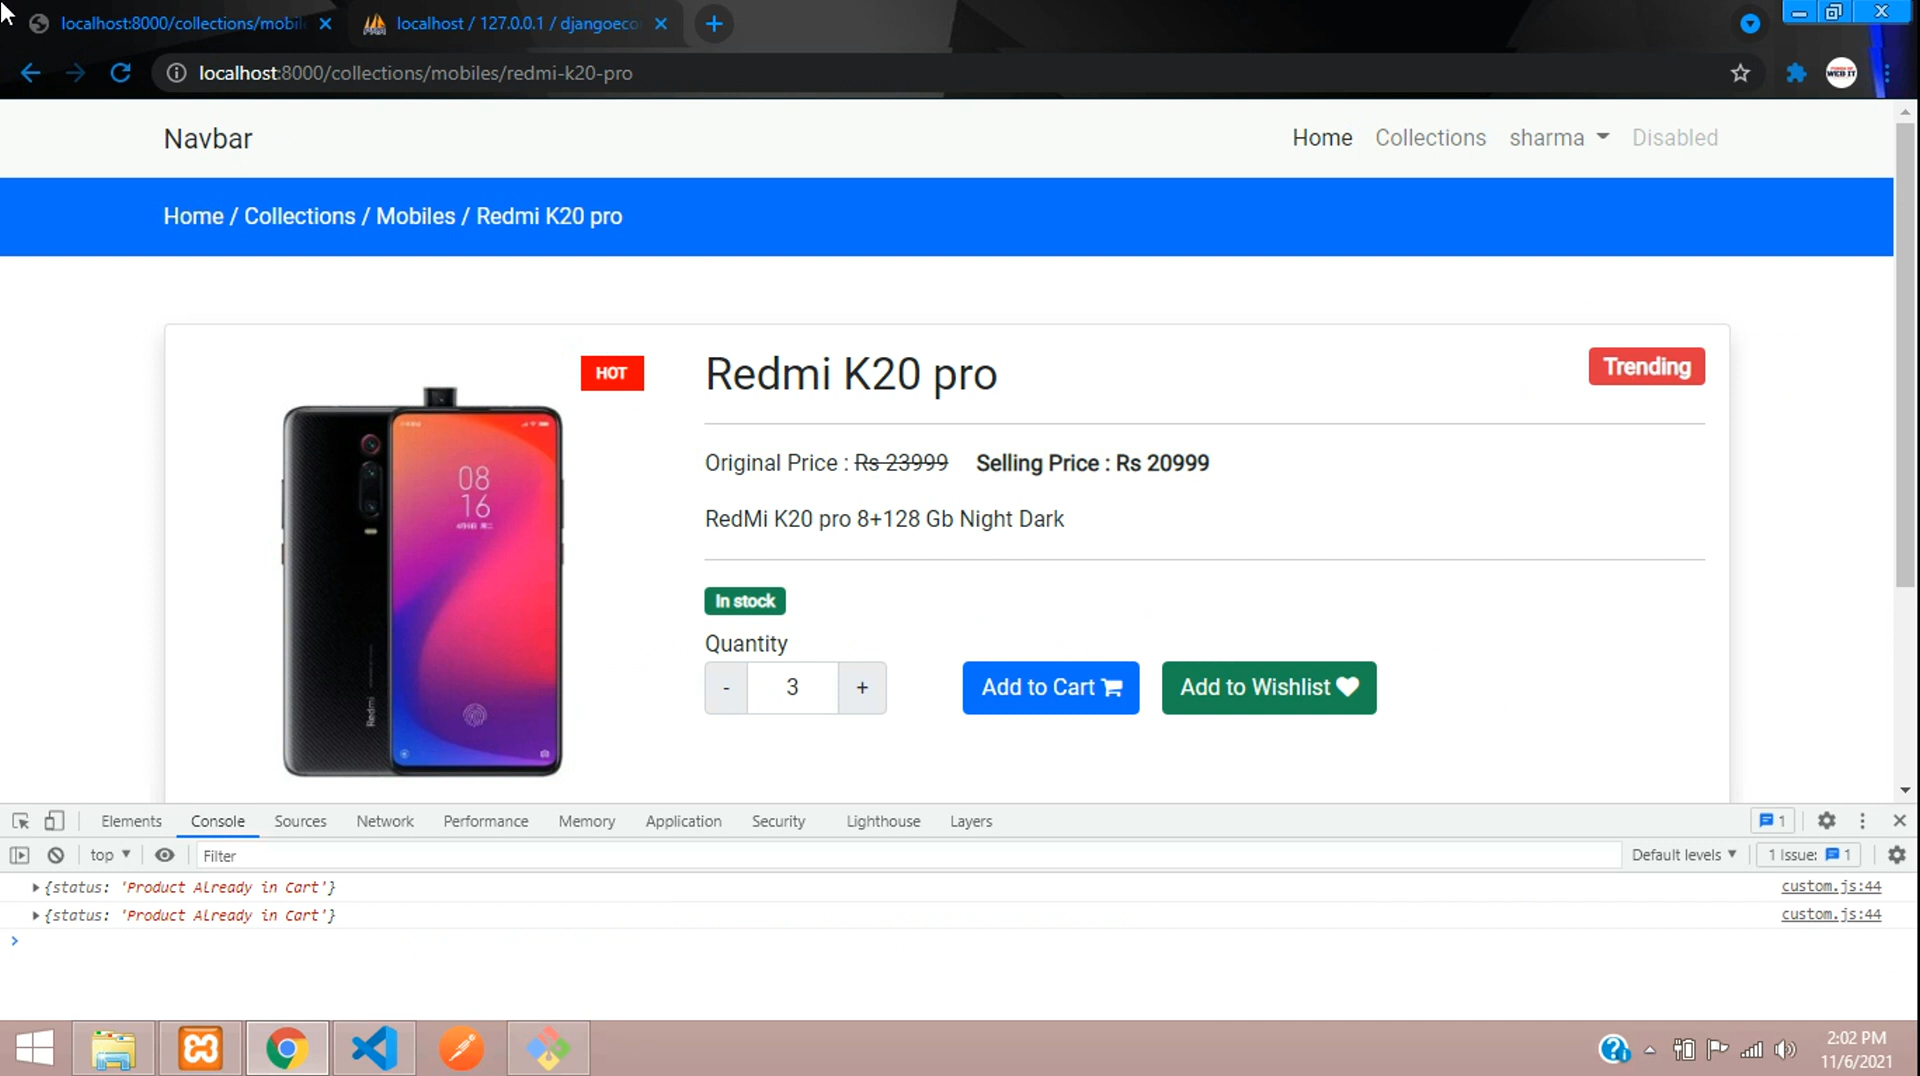 localhost:8000/collections/mobile
localhost / 127.0.0.1 / djangoeco
localhost:8000/collections/mobiles/redmi-k20-pro
Navbar
Home Collections sharma Disabled
Home / Collections / Mobiles / Redmi K20 pro
HOT
Redmi K20 pro
Trending
Original Price : Rs 23999 Selling Price : Rs 20999
RedMi K20 pro 8+128 Gb Night Dark
08
16
Redmi
In stock
Quantity
- 3 +
Add to Cart
Add to Wishlist
Elements Console Sources Network Performance Memory Application Security Lighthouse Layers 1
top Filter Default levels 1 Issue: 1
{status: 'Product Already in Cart'} custom.js:44
{status: 'Product Already in Cart'} custom.js:44
2:02 PM
11/6/2021